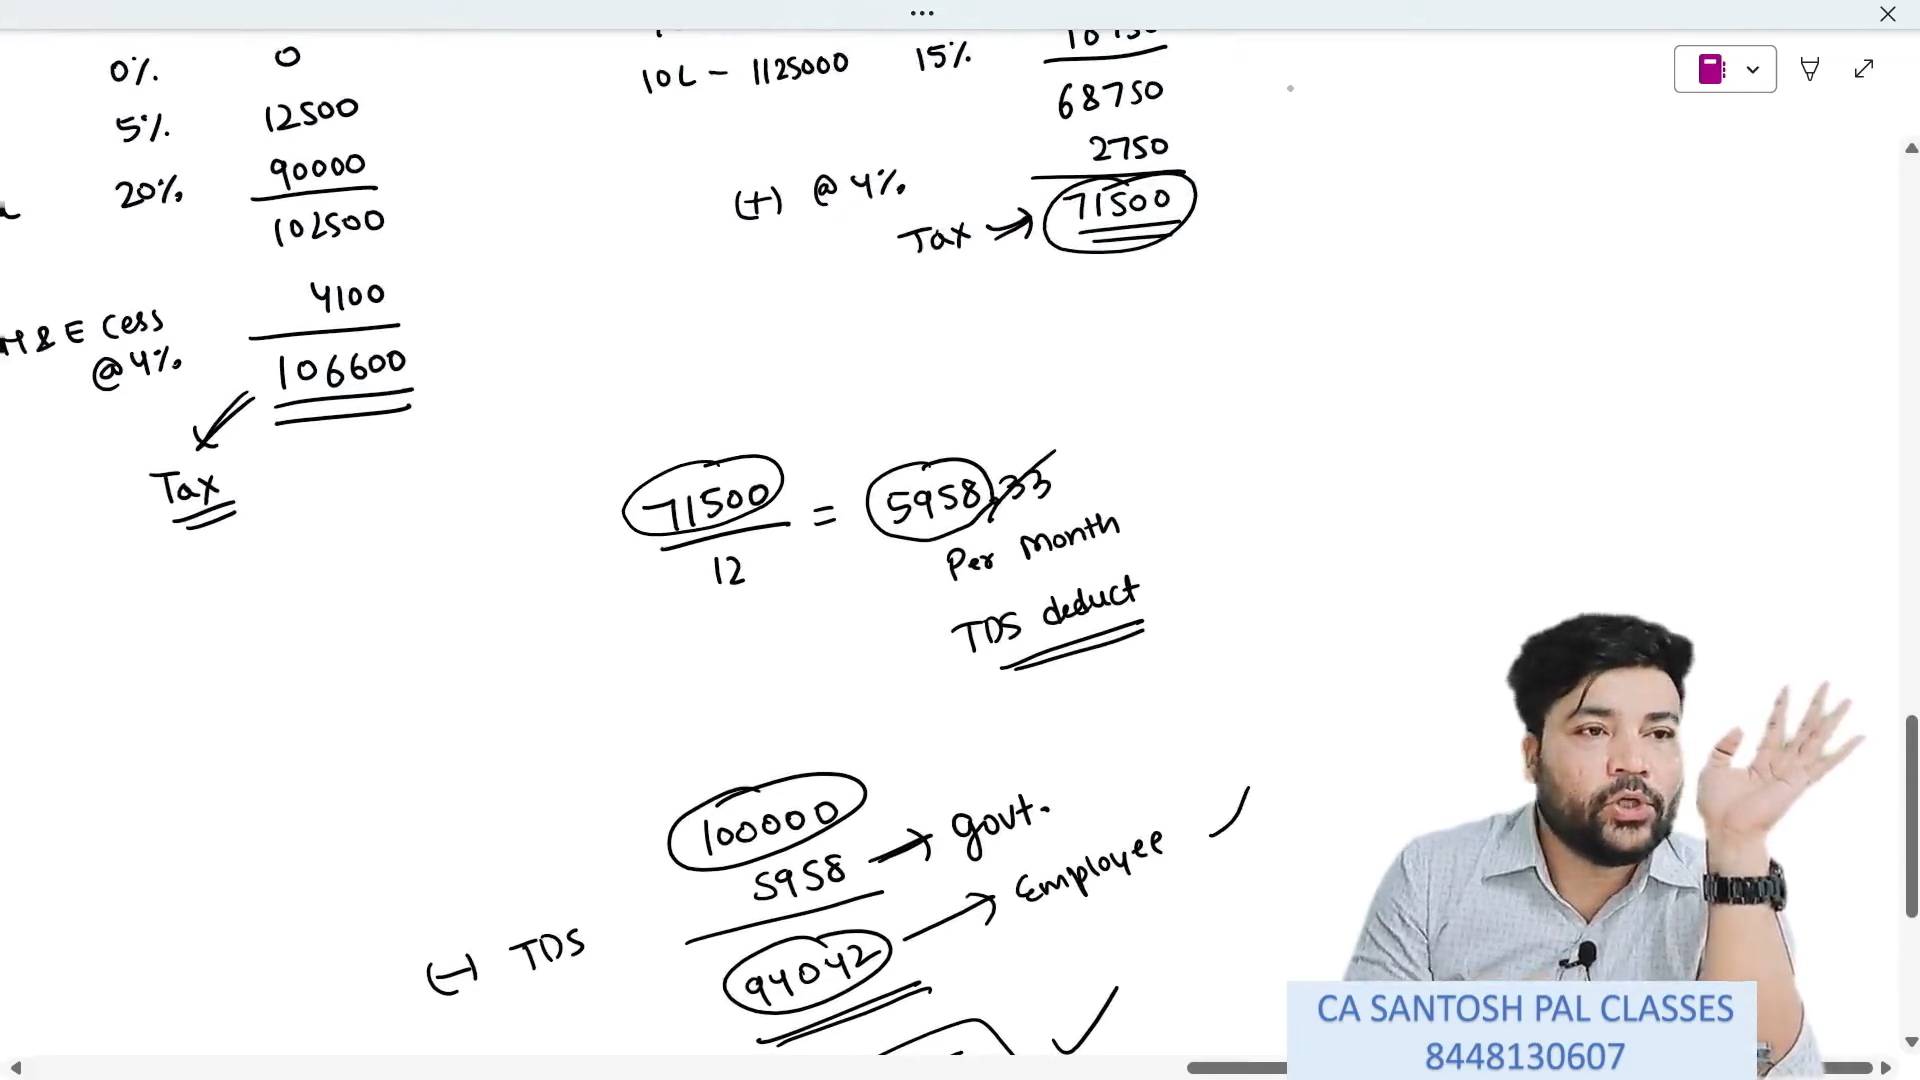 0% 0
5% 12500
20% 90000
102500
4100
H & E Cess
@ 4%
106600
Tax
10L - 1125000 15%
68750
2750
(+) @ 4%
71500
Tax →
71500 = 5958.33
12
Per Month
TDS deduct
100000
5958 → govt.
(-) TDS
94042 → Employee
CA SANTOSH PAL CLASSES
8448130607